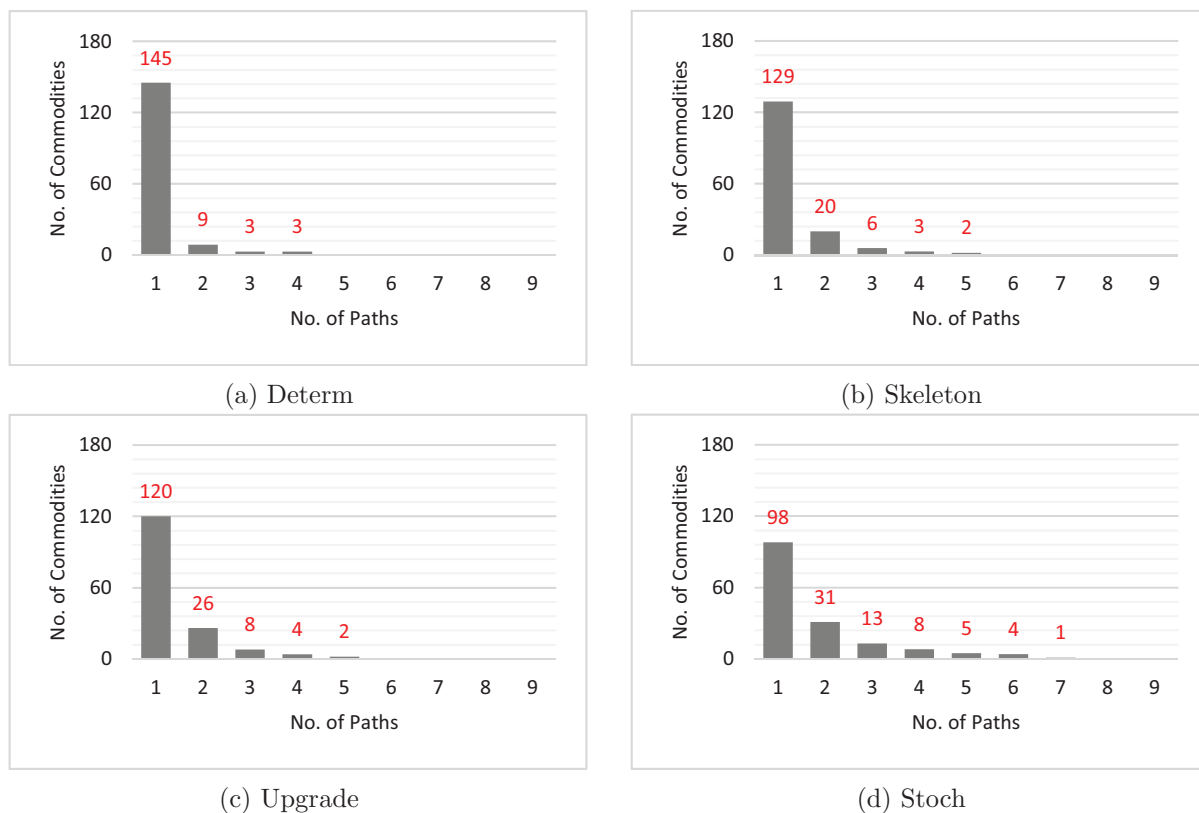 180
120
60
0
No. of Commodities
145
9
3
3
1 2 3 4 5 6 7 8 9
No. of Paths
(a) Determ
180
120
60
0
No. of Commodities
129
20
6
3
2
1 2 3 4 5 6 7 8 9
No. of Paths
(b) Skeleton
180
120
60
0
No. of Commodities
120
26
8
4
2
1 2 3 4 5 6 7 8 9
No. of Paths
(c) Upgrade
180
120
60
0
No. of Commodities
98
31
13
8
5
4
1
1 2 3 4 5 6 7 8 9
No. of Paths
(d) Stoch